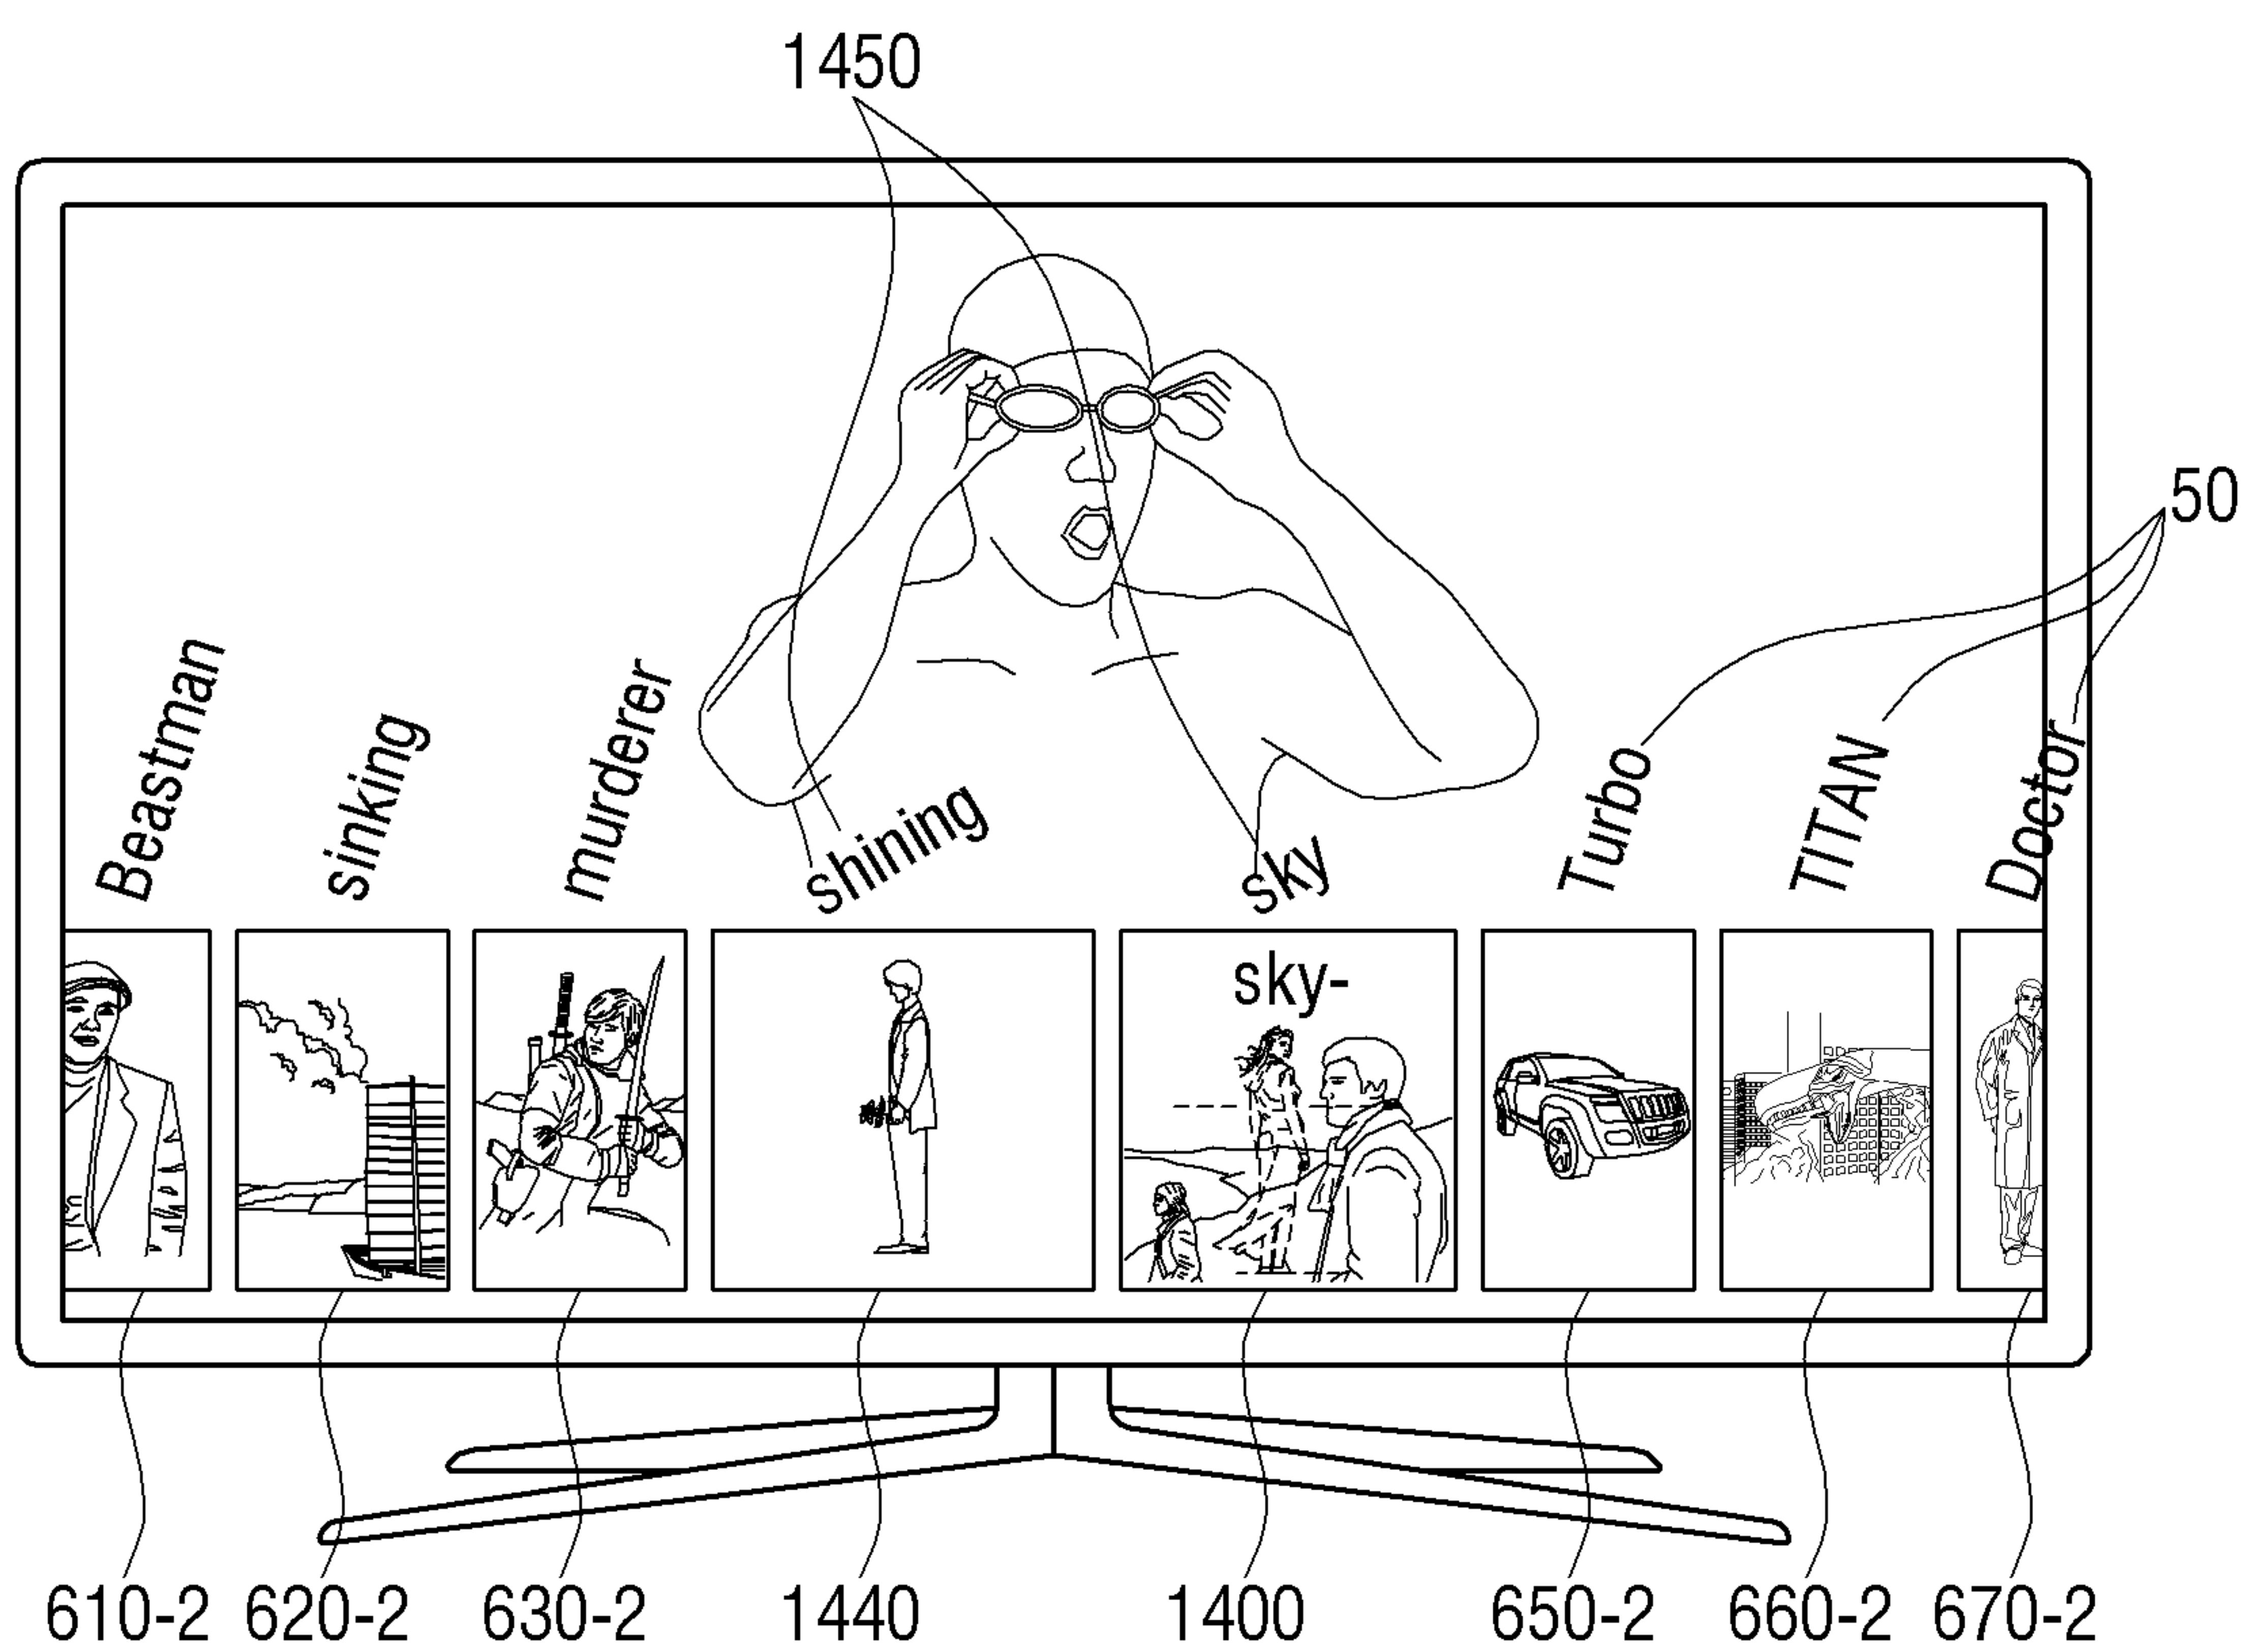 1450
50
Beastman
sinking
murderer
shining
sky
Turbo
TITAN
Doctor
sky-
610-2
620-2
630-2
1440
1400
650-2
660-2
670-2